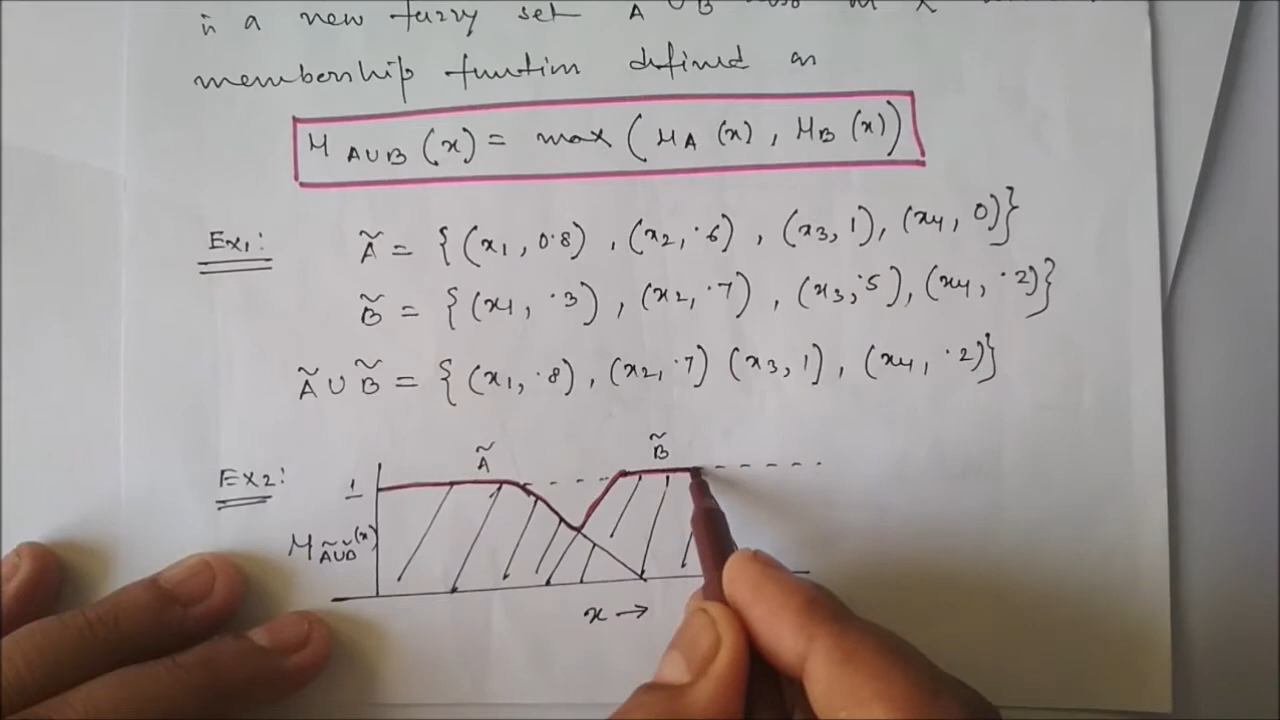 is a new fuzzy set A ∪ B
membership function defined as
μ A∪B (x) = max (μA (x), μB (x))
Ex1: Ã = {(x1, 0.8), (x2, .6), (x3, 1), (x4, 0)}
B̃ = {(x1, .3), (x2, .7), (x3, .5), (x4, .2)}
Ã ∪ B̃ = {(x1, .8), (x2, .7) (x3, 1), (x4, .2)}
Ã B̃
Ex2: 1
μÃ∪B̃(x)
x →